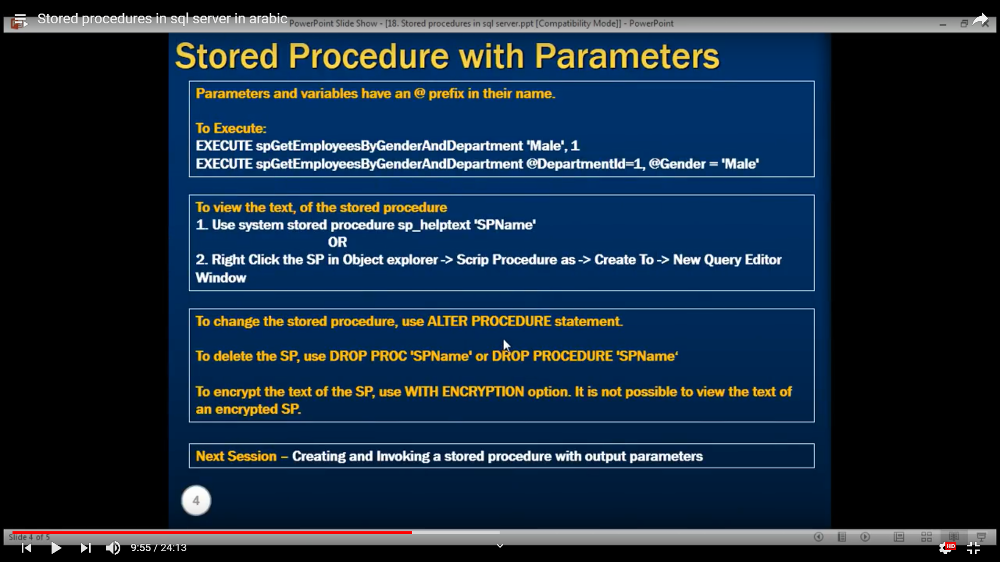 Stored procedures in sql server in arabic
PowerPoint Slide Show - [18. Stored procedures in sql server.ppt [Compatibility Mode]] - PowerPoint
Stored Procedure with Parameters
Parameters and variables have an @ prefix in their name.
To Execute:
EXECUTE spGetEmployeesByGenderAndDepartment 'Male', 1
EXECUTE spGetEmployeesByGenderAndDepartment @DepartmentId=1, @Gender = 'Male'
To view the text, of the stored procedure
1. Use system stored procedure sp_helptext 'SPName'
OR
2. Right Click the SP in Object explorer -> Scrip Procedure as -> Create To -> New Query Editor
Window
To change the stored procedure, use ALTER PROCEDURE statement.
To delete the SP, use DROP PROC 'SPName' or DROP PROCEDURE 'SPName‘
To encrypt the text of the SP, use WITH ENCRYPTION option. It is not possible to view the text of
an encrypted SP.
Next Session – Creating and Invoking a stored procedure with output parameters
4
Slide 4 of 5
9:55 / 24:13
HD